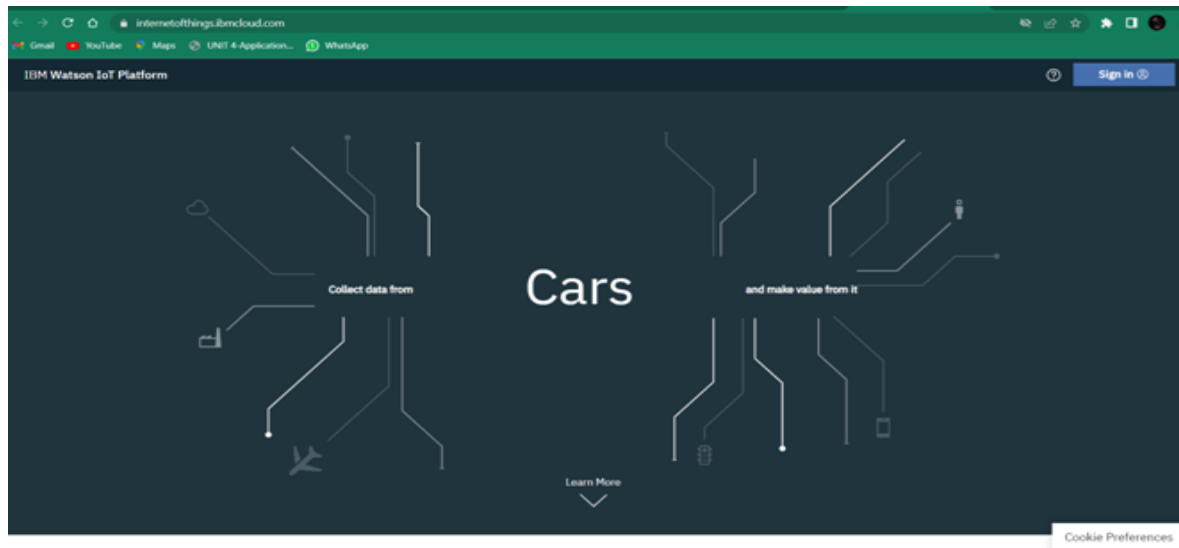 internetofthings.ibmcloud.com
Gmail YouTube Maps UNIT 4-Application... WhatsApp
IBM Watson IoT Platform Sign in
Collect data from Cars and make value from it
Learn More
Cookie Preferences